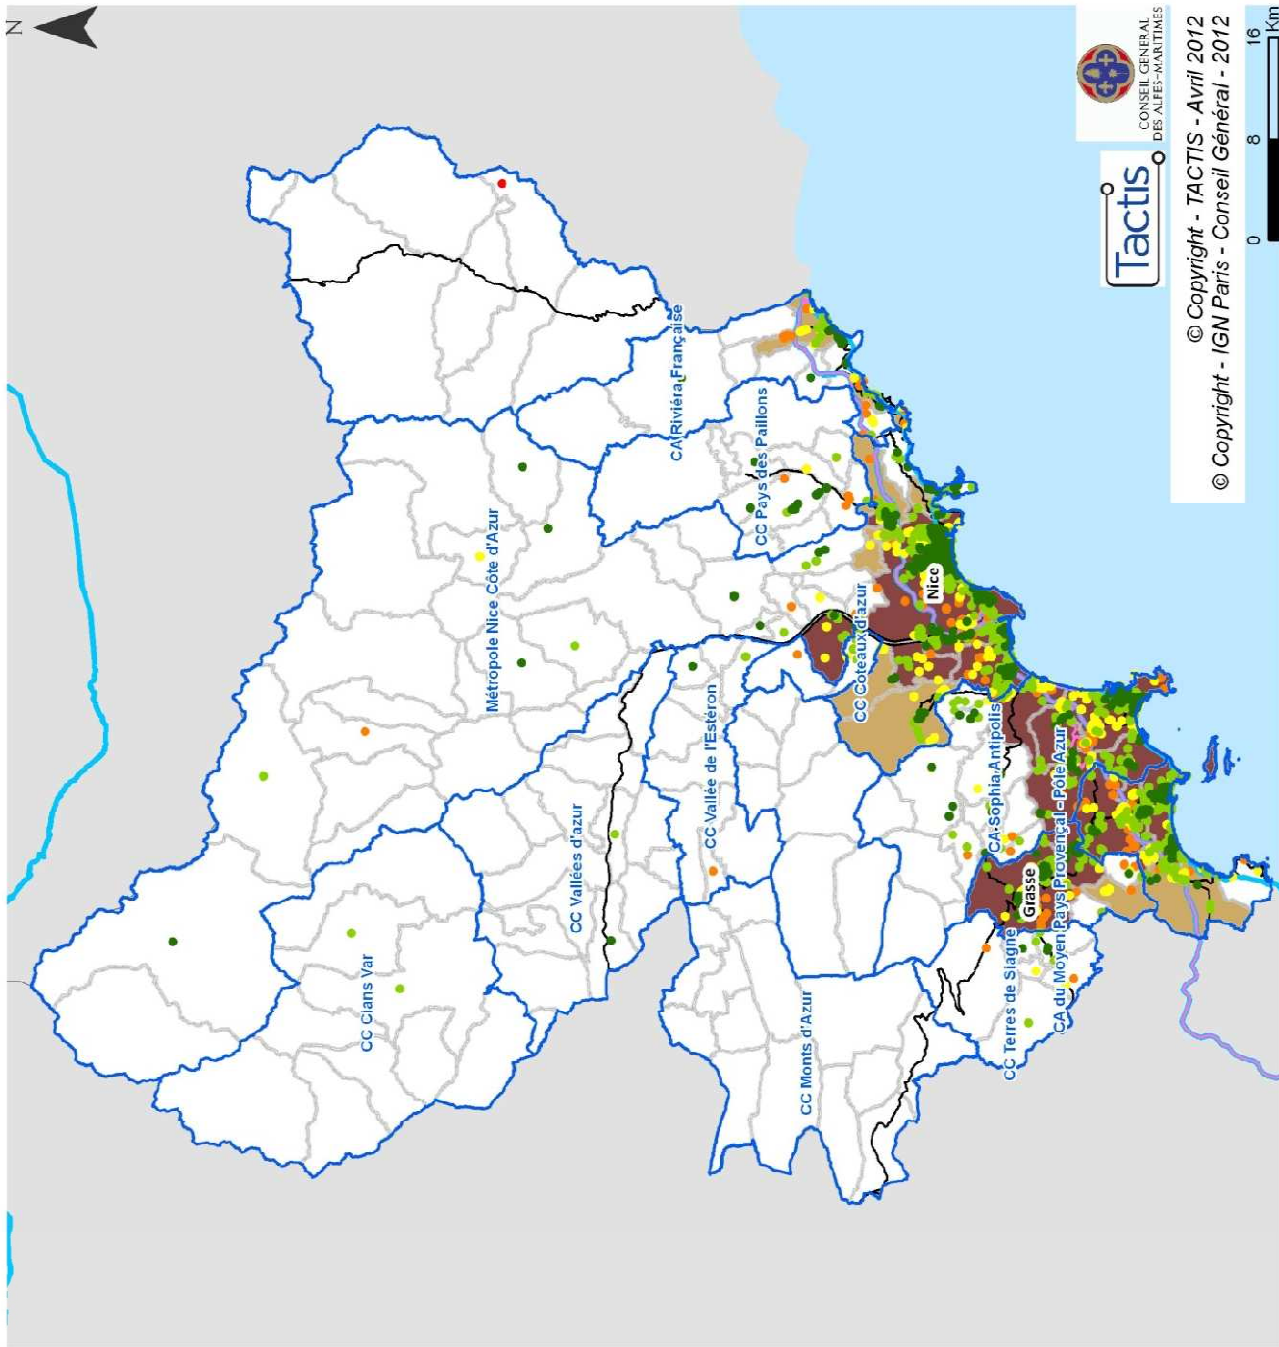 N
Métropole Nice Côte d'Azur
CA Riviéra Française
CC Pays des Paillons
CC Cians Var
CC Vallées d'azur
CC Vallée de l'Estéron
CC Coteaux d'azur
Nice
CC Monts d'Azur
CA Sophia Antipolis
Grasse
CC Terres de Siagne
CA du Moyen Pays Provençal - Pôle Azur
Tactis
CONSEIL GENERAL
DES ALPES-MARITIMES
© Copyright - TACTIS - Avril 2012
© Copyright - IGN Paris - Conseil Général - 2012
0 8 16
Km